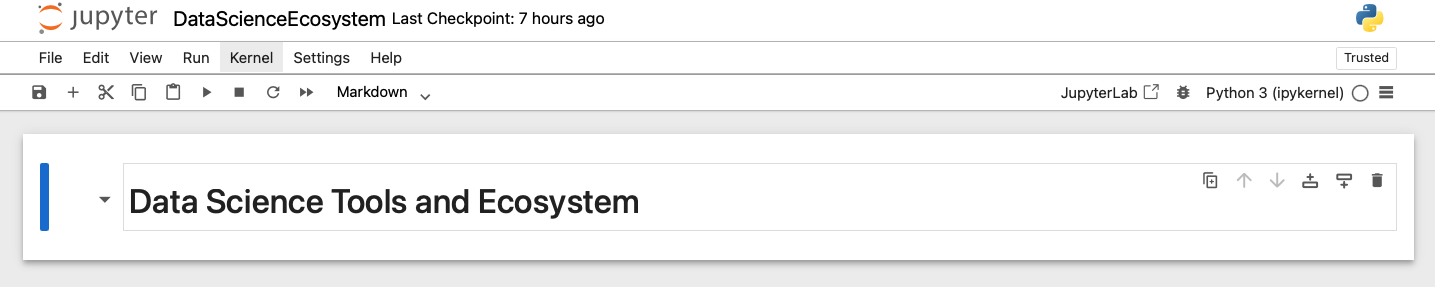 jupyter DataScienceEcosystem Last Checkpoint: 7 hours ago
File Edit View Run Kernel Settings Help Trusted
Markdown JupyterLab Python 3 (ipykernel)
Data Science Tools and Ecosystem